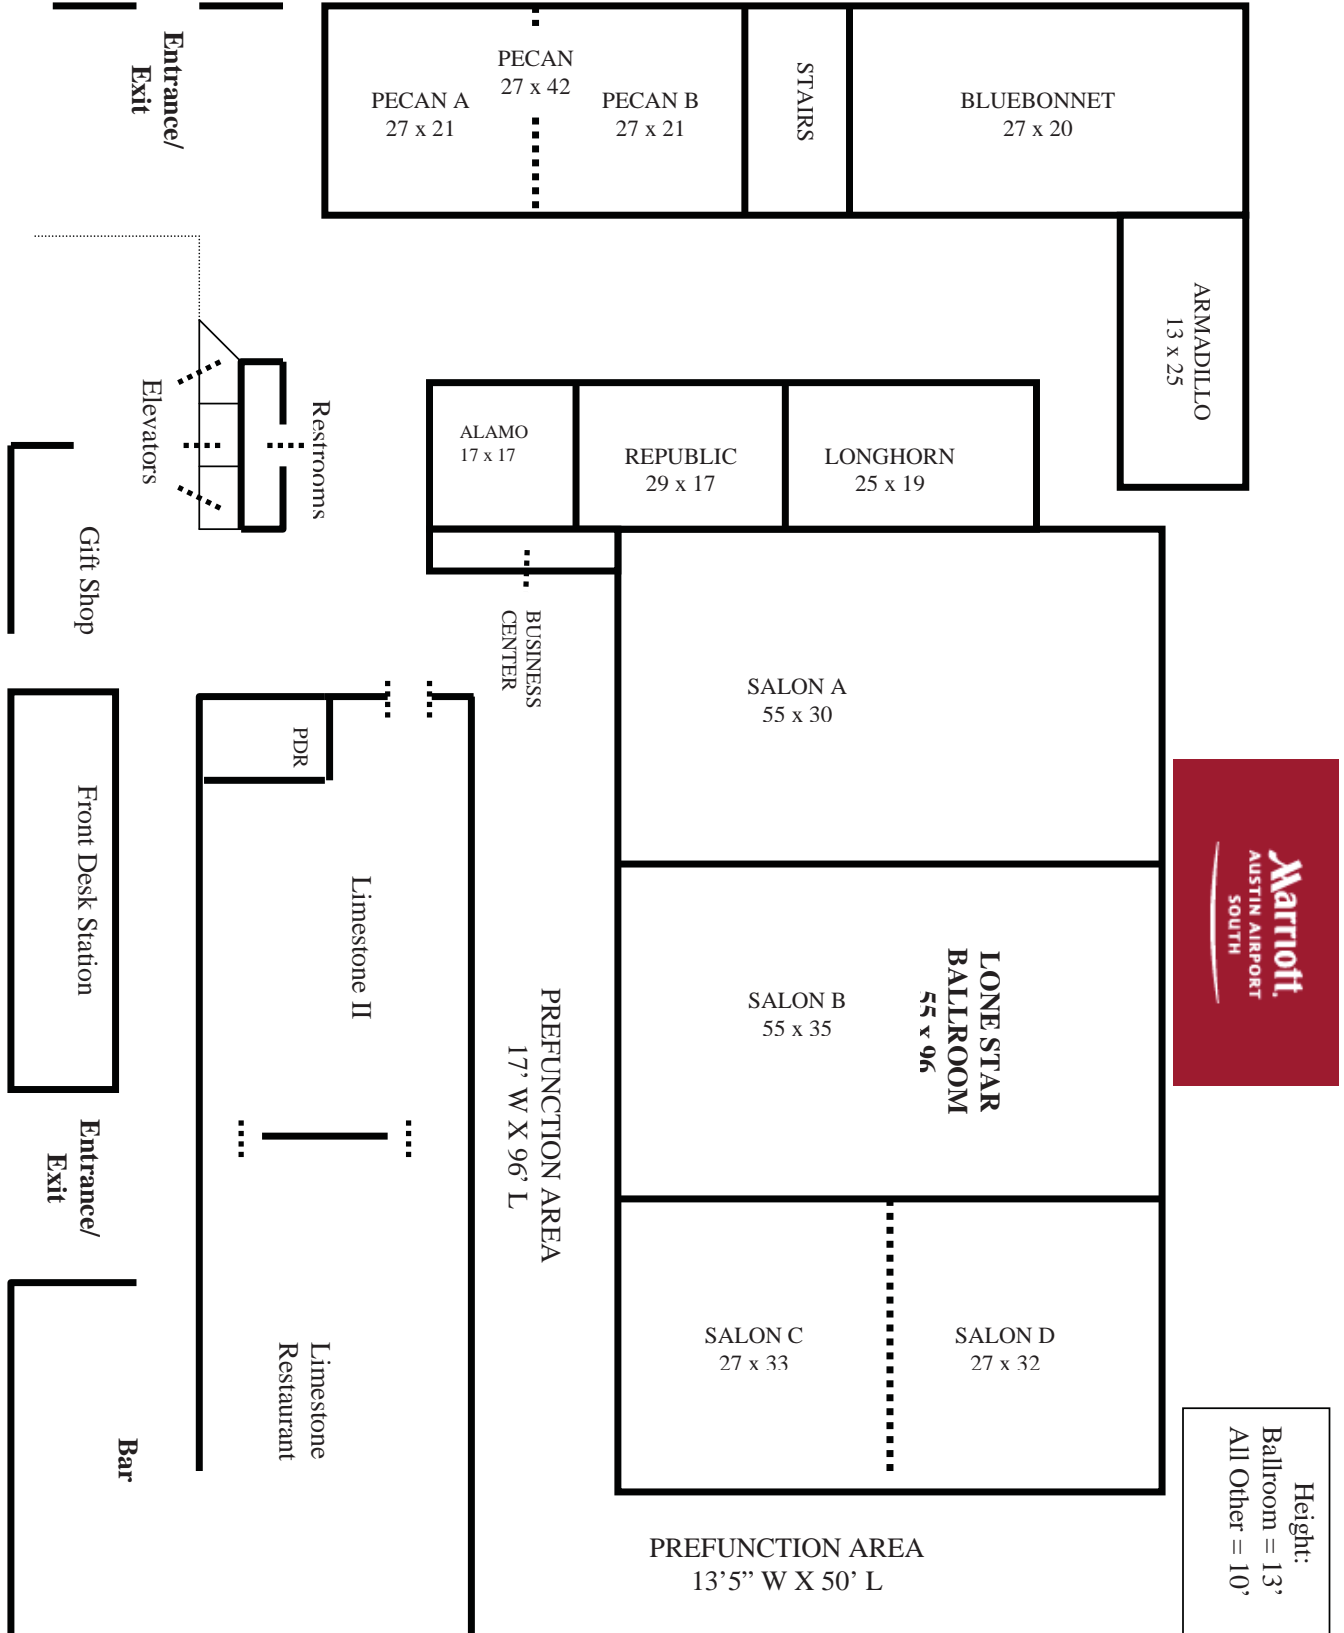 Entrance/
Exit
PECAN A
27 x 21
PECAN
27 x 42
PECAN B
27 x 21
STAIRS
BLUEBONNET
27 x 20
ARMADILLO
13 x 25
Elevators
Restrooms
ALAMO
17 x 17
REPUBLIC
29 x 17
LONGHORN
25 x 19
Gift Shop
BUSINESS
CENTER
SALON A
55 x 30
PDR
Marriott
AUSTIN AIRPORT
SOUTH
Front Desk Station
Limestone II
PREFUNCTION AREA
17’ W X 96’ L
SALON B
55 x 35
LONE STAR
BALLROOM
55 x 96
Entrance/
Exit
Limestone
Restaurant
Bar
SALON C
27 x 33
SALON D
27 x 32
PREFUNCTION AREA
13’5” W X 50’ L
Height:
Ballroom = 13’
All Other = 10’